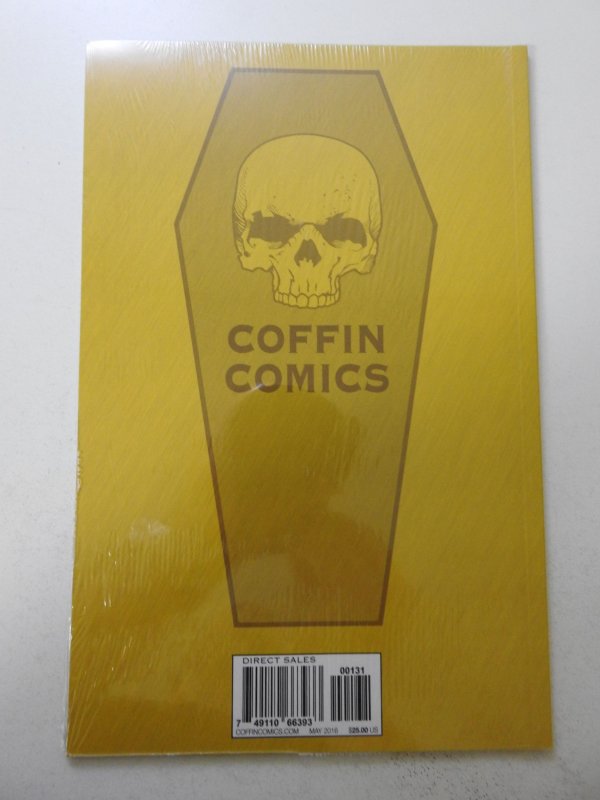 COFFIN
COMICS
DIRECT SALES
00131
7 49110 66393
COFFINCOMICS.COM MAY 2016 $25.00 US